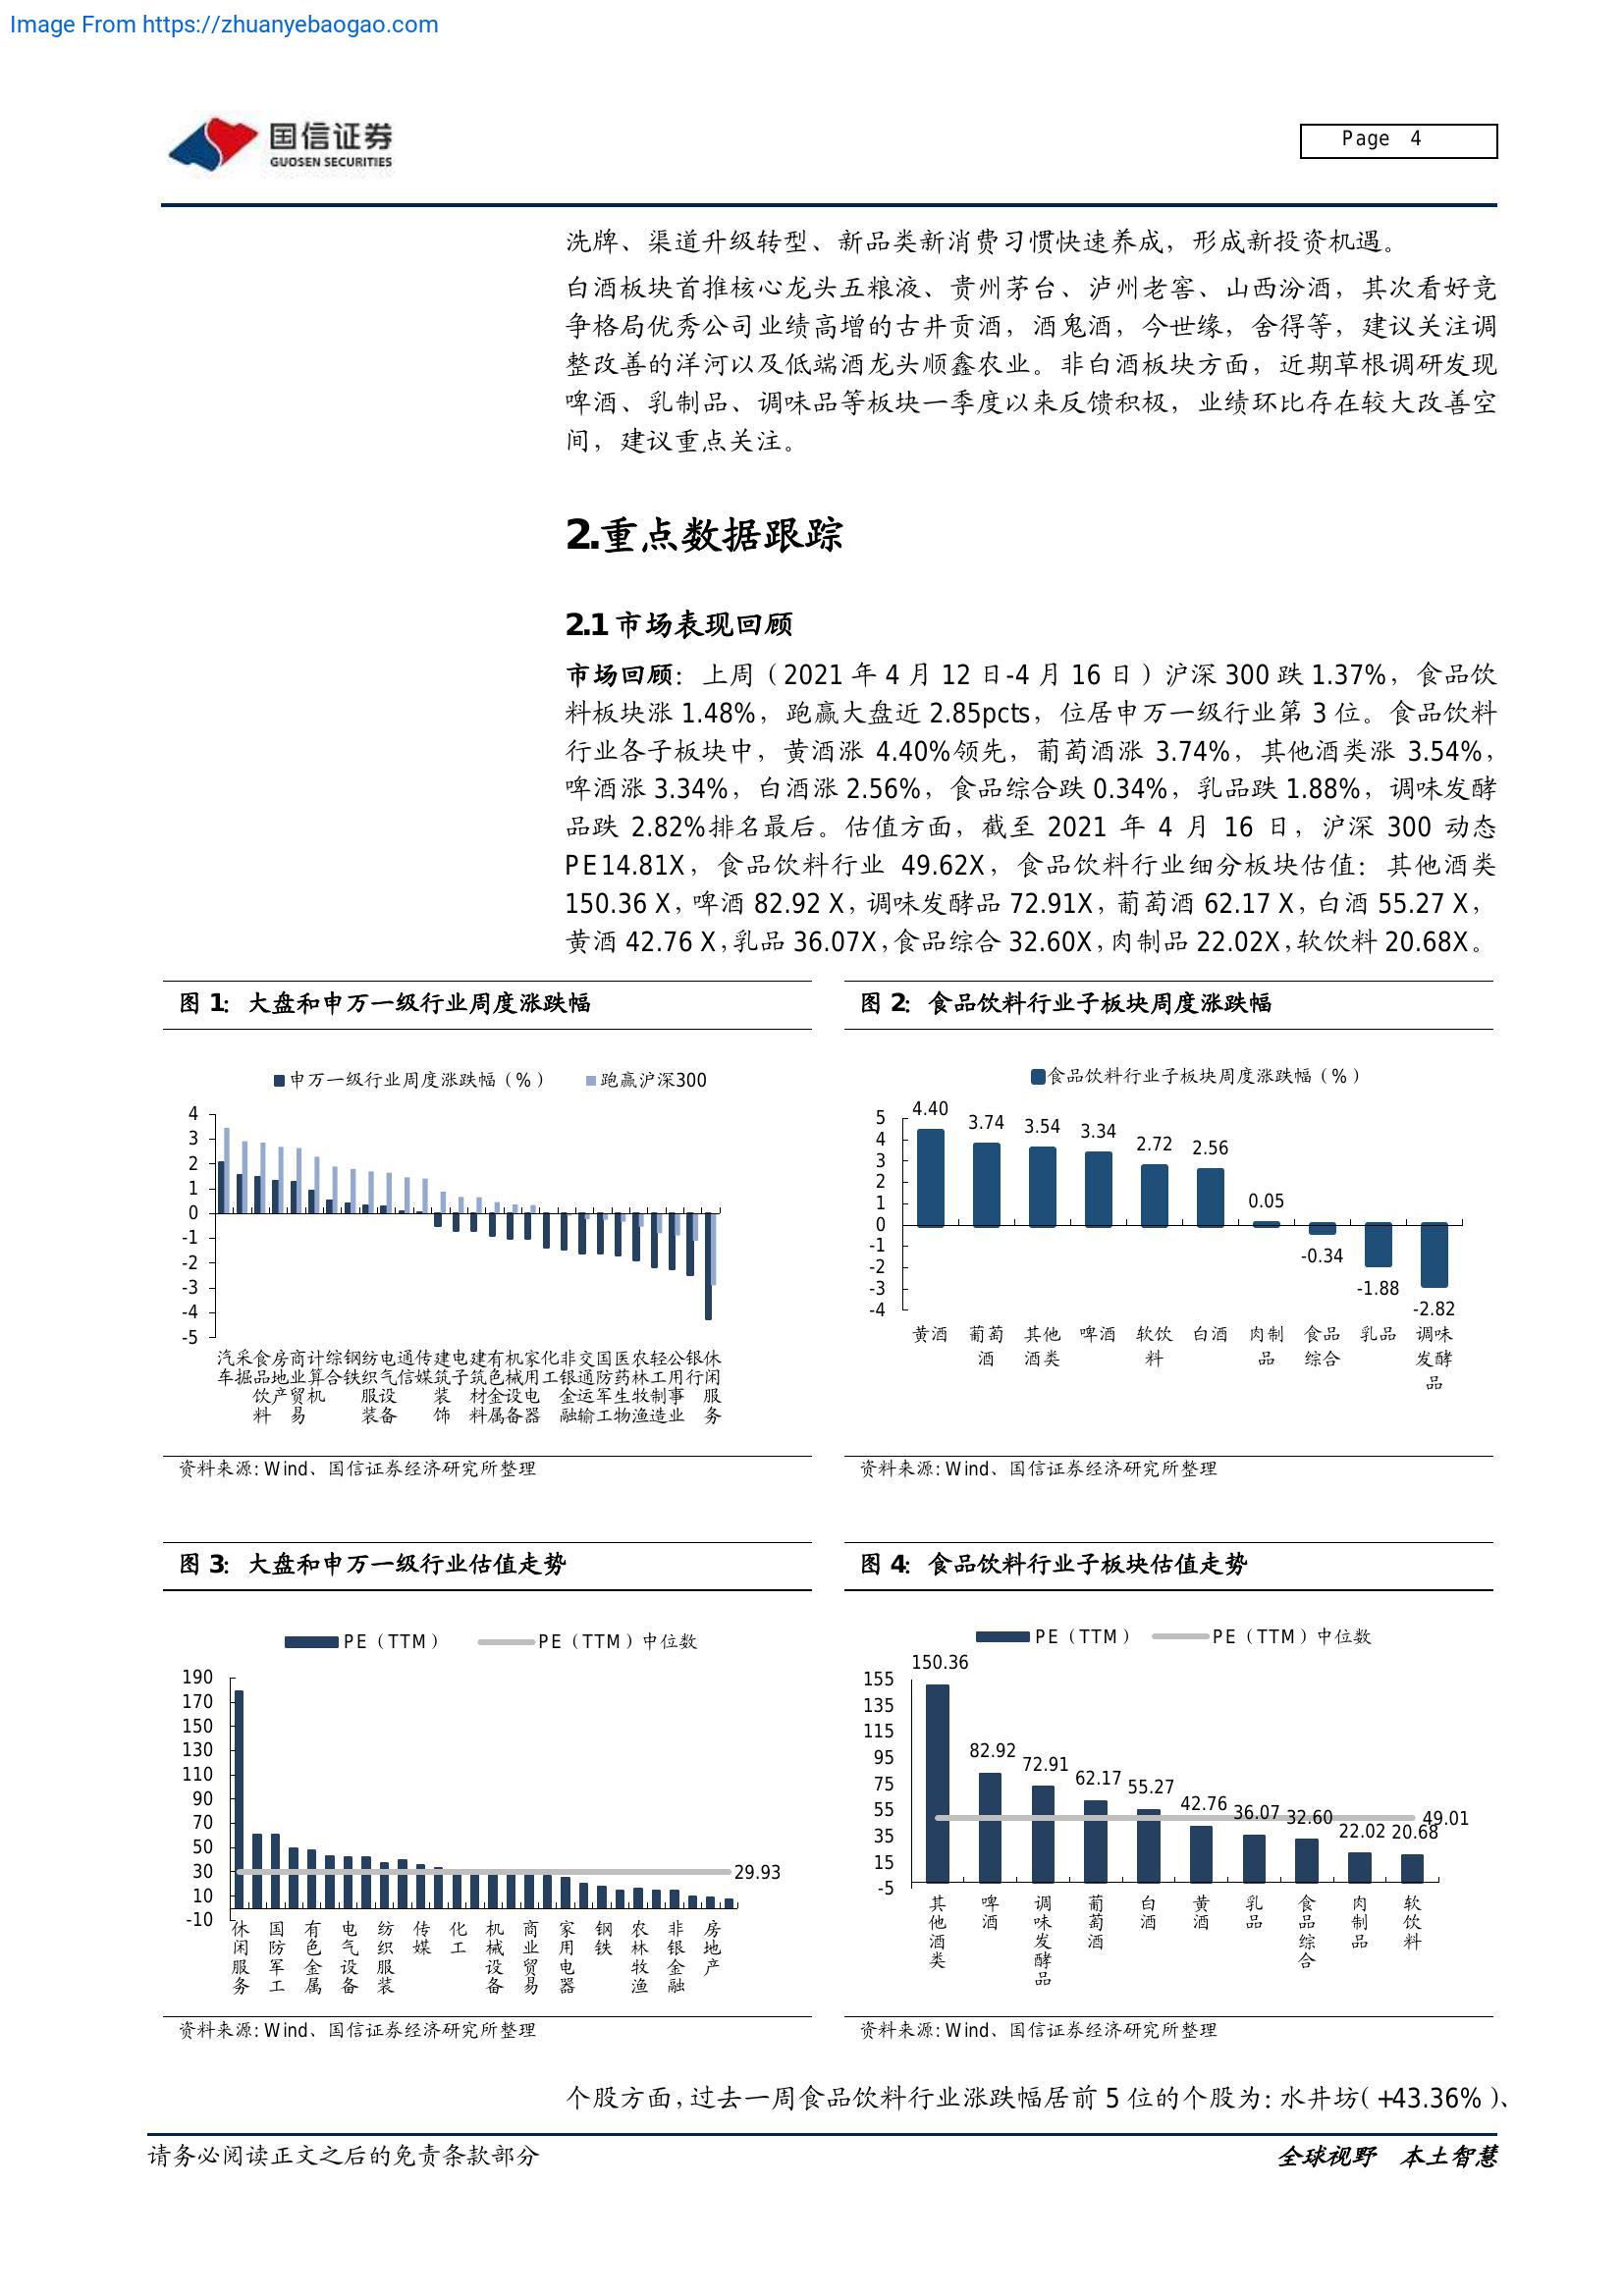 Image From https://zhuanyebaogao.com
国信证券
GUOSEN SECURITIES
Page 4
洗牌、渠道升级转型、新品类新消费习惯快速养成，形成新投资机遇。
白酒板块首推核心龙头五粮液、贵州茅台、泸州老窖、山西汾酒，其次看好竞
争格局优秀公司业绩高增的古井贡酒，酒鬼酒，今世缘，舍得等，建议关注调
整改善的洋河以及低端酒龙头顺鑫农业。非白酒板块方面，近期草根调研发现
啤酒、乳制品、调味品等板块一季度以来反馈积极，业绩环比存在较大改善空
间，建议重点关注。
2.重点数据跟踪
2.1 市场表现回顾
市场回顾：上周（2021 年 4 月 12 日-4 月 16 日）沪深 300 跌 1.37%，食品饮
料板块涨 1.48%，跑赢大盘近 2.85pcts，位居申万一级行业第 3 位。食品饮料
行业各子板块中，黄酒涨 4.40%领先，葡萄酒涨 3.74%，其他酒类涨 3.54%，
啤酒涨 3.34%，白酒涨 2.56%，食品综合跌 0.34%，乳品跌 1.88%，调味发酵
品跌 2.82%排名最后。估值方面，截至 2021 年 4 月 16 日，沪深 300 动态
PE14.81X，食品饮料行业 49.62X，食品饮料行业细分板块估值：其他酒类
150.36 X，啤酒 82.92 X，调味发酵品 72.91X，葡萄酒 62.17 X，白酒 55.27 X，
黄酒 42.76 X，乳品 36.07X，食品综合 32.60X，肉制品 22.02X，软饮料 20.68X。
图 1：大盘和申万一级行业周度涨跌幅
申万一级行业周度涨跌幅（%） 跑赢沪深300
4
3
2
1
0
-1
-2
-3
-4
-5
汽采食房商计综钢纺电通传建电建有机家化非交国医农轻公银休
车掘品地业算合铁织气信媒筑子筑色械用工银通防药林工用行闲
饮产贸机 服设 装 材金设电 金运军生牧制事 服
料 易 装备 饰 料属备器 融输工物渔造业 务
资料来源: Wind、国信证券经济研究所整理
图 2：食品饮料行业子板块周度涨跌幅
食品饮料行业子板块周度涨跌幅（%）
5
4
3
2
1
0
-1
-2
-3
-4
4.40 3.74 3.54 3.34 2.72 2.56 0.05 -0.34 -1.88 -2.82
黄酒 葡萄 其他 啤酒 软饮 白酒 肉制 食品 乳品 调味
酒 酒类 料 品 综合 发酵
品
资料来源: Wind、国信证券经济研究所整理
图 3：大盘和申万一级行业估值走势
PE（TTM） PE（TTM）中位数
190
170
150
130
110
90
70
50
30
10
-10
29.93
休闲服务 国防军工 有色金属 电气设备 纺织服装 传媒 化工 机械设备 商业贸易 家用电器 钢铁 农林牧渔 非银金融 房地产
资料来源: Wind、国信证券经济研究所整理
图 4：食品饮料行业子板块估值走势
PE（TTM） PE（TTM）中位数
155
135
115
95
75
55
35
15
-5
150.36 82.92 72.91 62.17 55.27 42.76 36.07 32.60 22.02 20.68 49.01
其他酒类 啤酒 调味发酵品 葡萄酒 白酒 黄酒 乳品 食品综合 肉制品 软饮料
资料来源: Wind、国信证券经济研究所整理
个股方面，过去一周食品饮料行业涨跌幅居前 5 位的个股为：水井坊（+43.36%）、
请务必阅读正文之后的免责条款部分
全球视野 本土智慧